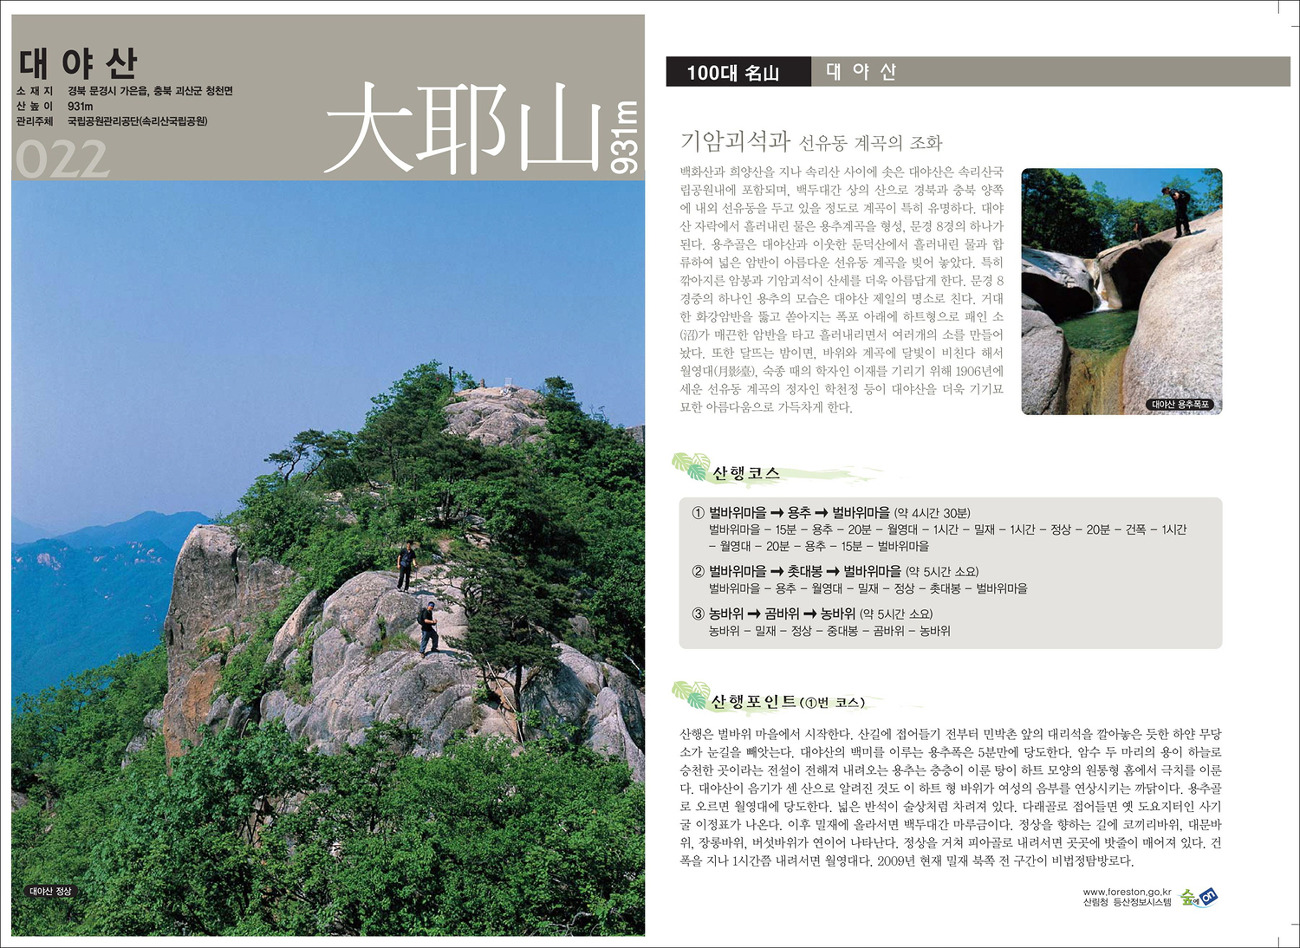 대야산
소 재 지 경북 문경시 가은읍, 충북 괴산군 청천면
산 높 이 931m
관리주체 국립공원관리공단(속리산국립공원)
022
大耶山
931m
대야산 정상
100대 名山 대 야 산
기암괴석과 선유동 계곡의 조화
백화산과 희양산을 지나 속리산 사이에 솟은 대야산은 속리산국
립공원내에 포함되며, 백두대간 상의 산으로 경북과 충북 양쪽
에 내외 선유동을 두고 있을 정도로 계곡이 특히 유명하다. 대야
산 자락에서 흘러내린 물은 용추계곡을 형성, 문경 8경의 하나가
된다. 용추골은 대야산과 이웃한 둔덕산에서 흘러내린 물과 합
류하여 넓은 암반이 아름다운 선유동 계곡을 빚어 놓았다. 특히
깎아지른 암봉과 기암괴석이 산세를 더욱 아름답게 한다. 문경 8
경중의 하나인 용추의 모습은 대야산 제일의 명소로 친다. 거대
한 화강암반을 뚫고 쏟아지는 폭포 아래에 하트형으로 패인 소
(沼)가 매끈한 암반을 타고 흘러내리면서 여러개의 소를 만들어
놨다. 또한 달뜨는 밤이면, 바위와 계곡에 달빛이 비친다 해서
월영대(月影臺), 숙종 때의 학자인 이재를 기리기 위해 1906년에
세운 선유동 계곡의 정자인 학천정 등이 대야산을 더욱 기기묘
묘한 아름다움으로 가득차게 한다.
대야산 용추폭포
산행코스
① 벌바위마을 ➞ 용추 ➞ 벌바위마을 (약 4시간 30분)
벌바위마을 – 15분 – 용추 – 20분 – 월영대 – 1시간 – 밀재 – 1시간 – 정상 – 20분 – 건폭 – 1시간
– 월영대 – 20분 – 용추 – 15분 – 벌바위마을
② 벌바위마을 ➞ 촛대봉 ➞ 벌바위마을 (약 5시간 소요)
벌바위마을 – 용추 – 월영대 – 밀재 – 정상 – 촛대봉 – 벌바위마을
③ 농바위 ➞ 곰바위 ➞ 농바위 (약 5시간 소요)
농바위 – 밀재 – 정상 – 중대봉 – 곰바위 – 농바위
산행포인트(①번 코스)
산행은 벌바위 마을에서 시작한다. 산길에 접어들기 전부터 민박촌 앞의 대리석을 깔아놓은 듯한 하얀 무당
소가 눈길을 빼앗는다. 대야산의 백미를 이루는 용추폭은 5분만에 당도한다. 암수 두 마리의 용이 하늘로
승천한 곳이라는 전설이 전해져 내려오는 용추는 층층이 이룬 탕이 하트 모양의 원통형 홈에서 극치를 이룬
다. 대야산이 음기가 센 산으로 알려진 것도 이 하트 형 바위가 여성의 음부를 연상시키는 까닭이다. 용추골
로 오르면 월영대에 당도한다. 넓은 반석이 술상처럼 차려져 있다. 다래골로 접어들면 옛 도요지터인 사기
굴 이정표가 나온다. 이후 밀재에 올라서면 백두대간 마루금이다. 정상을 향하는 길에 코끼리바위, 대문바
위, 장롱바위, 버섯바위가 연이어 나타난다. 정상을 거쳐 피아골로 내려서면 곳곳에 밧줄이 매어져 있다. 건
폭을 지나 1시간쯤 내려서면 월영대다. 2009년 현재 밀재 북쪽 전 구간이 비법정탐방로다.
www.foreston.go.kr
산림청 등산정보시스템
숲에on